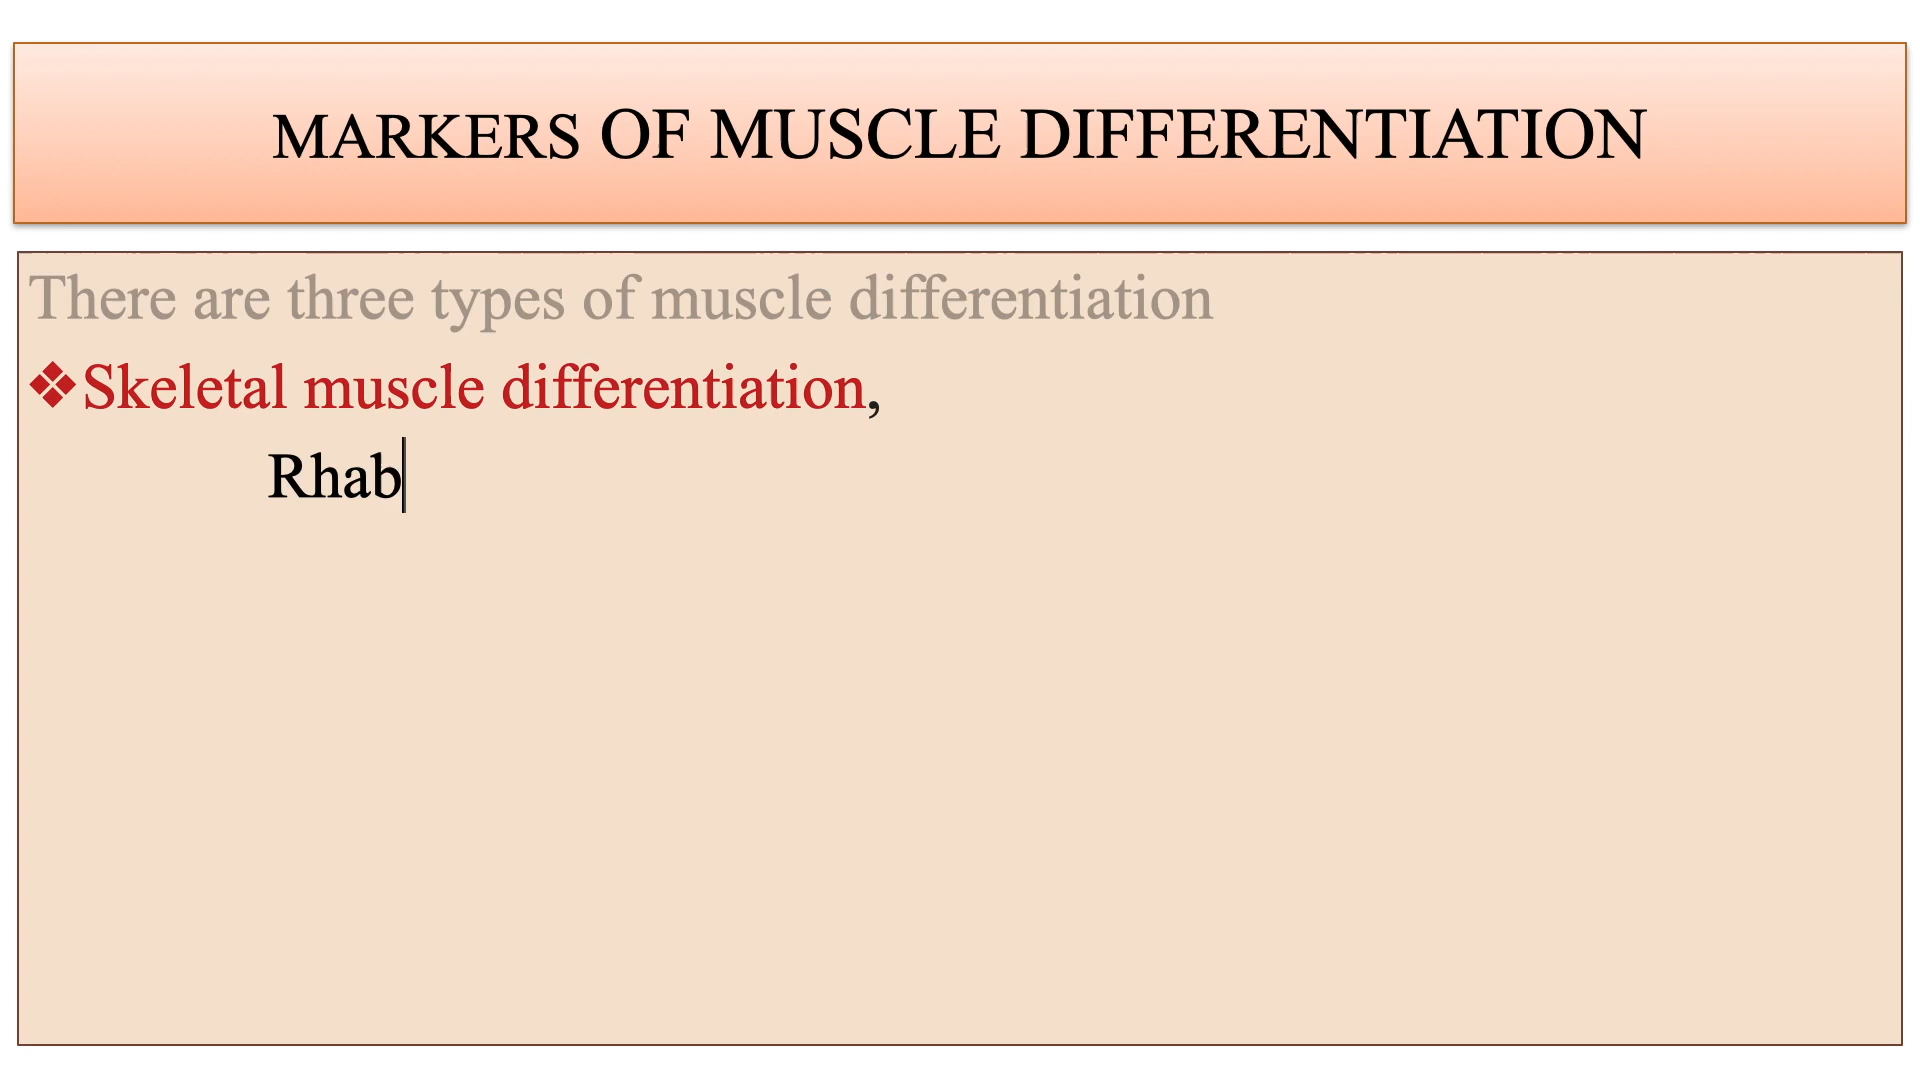 MARKERS OF MUSCLE DIFFERENTIATION
There are three types of muscle differentiation
❖Skeletal muscle differentiation,
Rhab